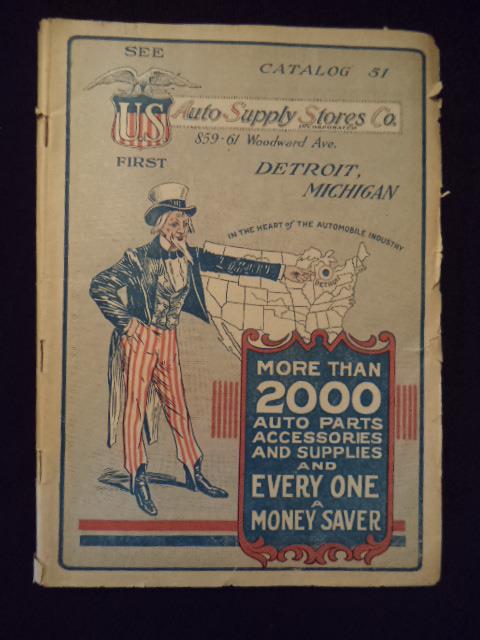 SEE
CATALOG 51
U.S. Auto Supply Stores Co.
INCORPORATED
859-61 Woodward Ave.
FIRST
DETROIT,
MICHIGAN
IN THE HEART of THE AUTOMOBILE INDUSTRY
DETROIT
MORE THAN
2000
AUTO PARTS
ACCESSORIES
AND SUPPLIES
AND
EVERY ONE
A
MONEY SAVER